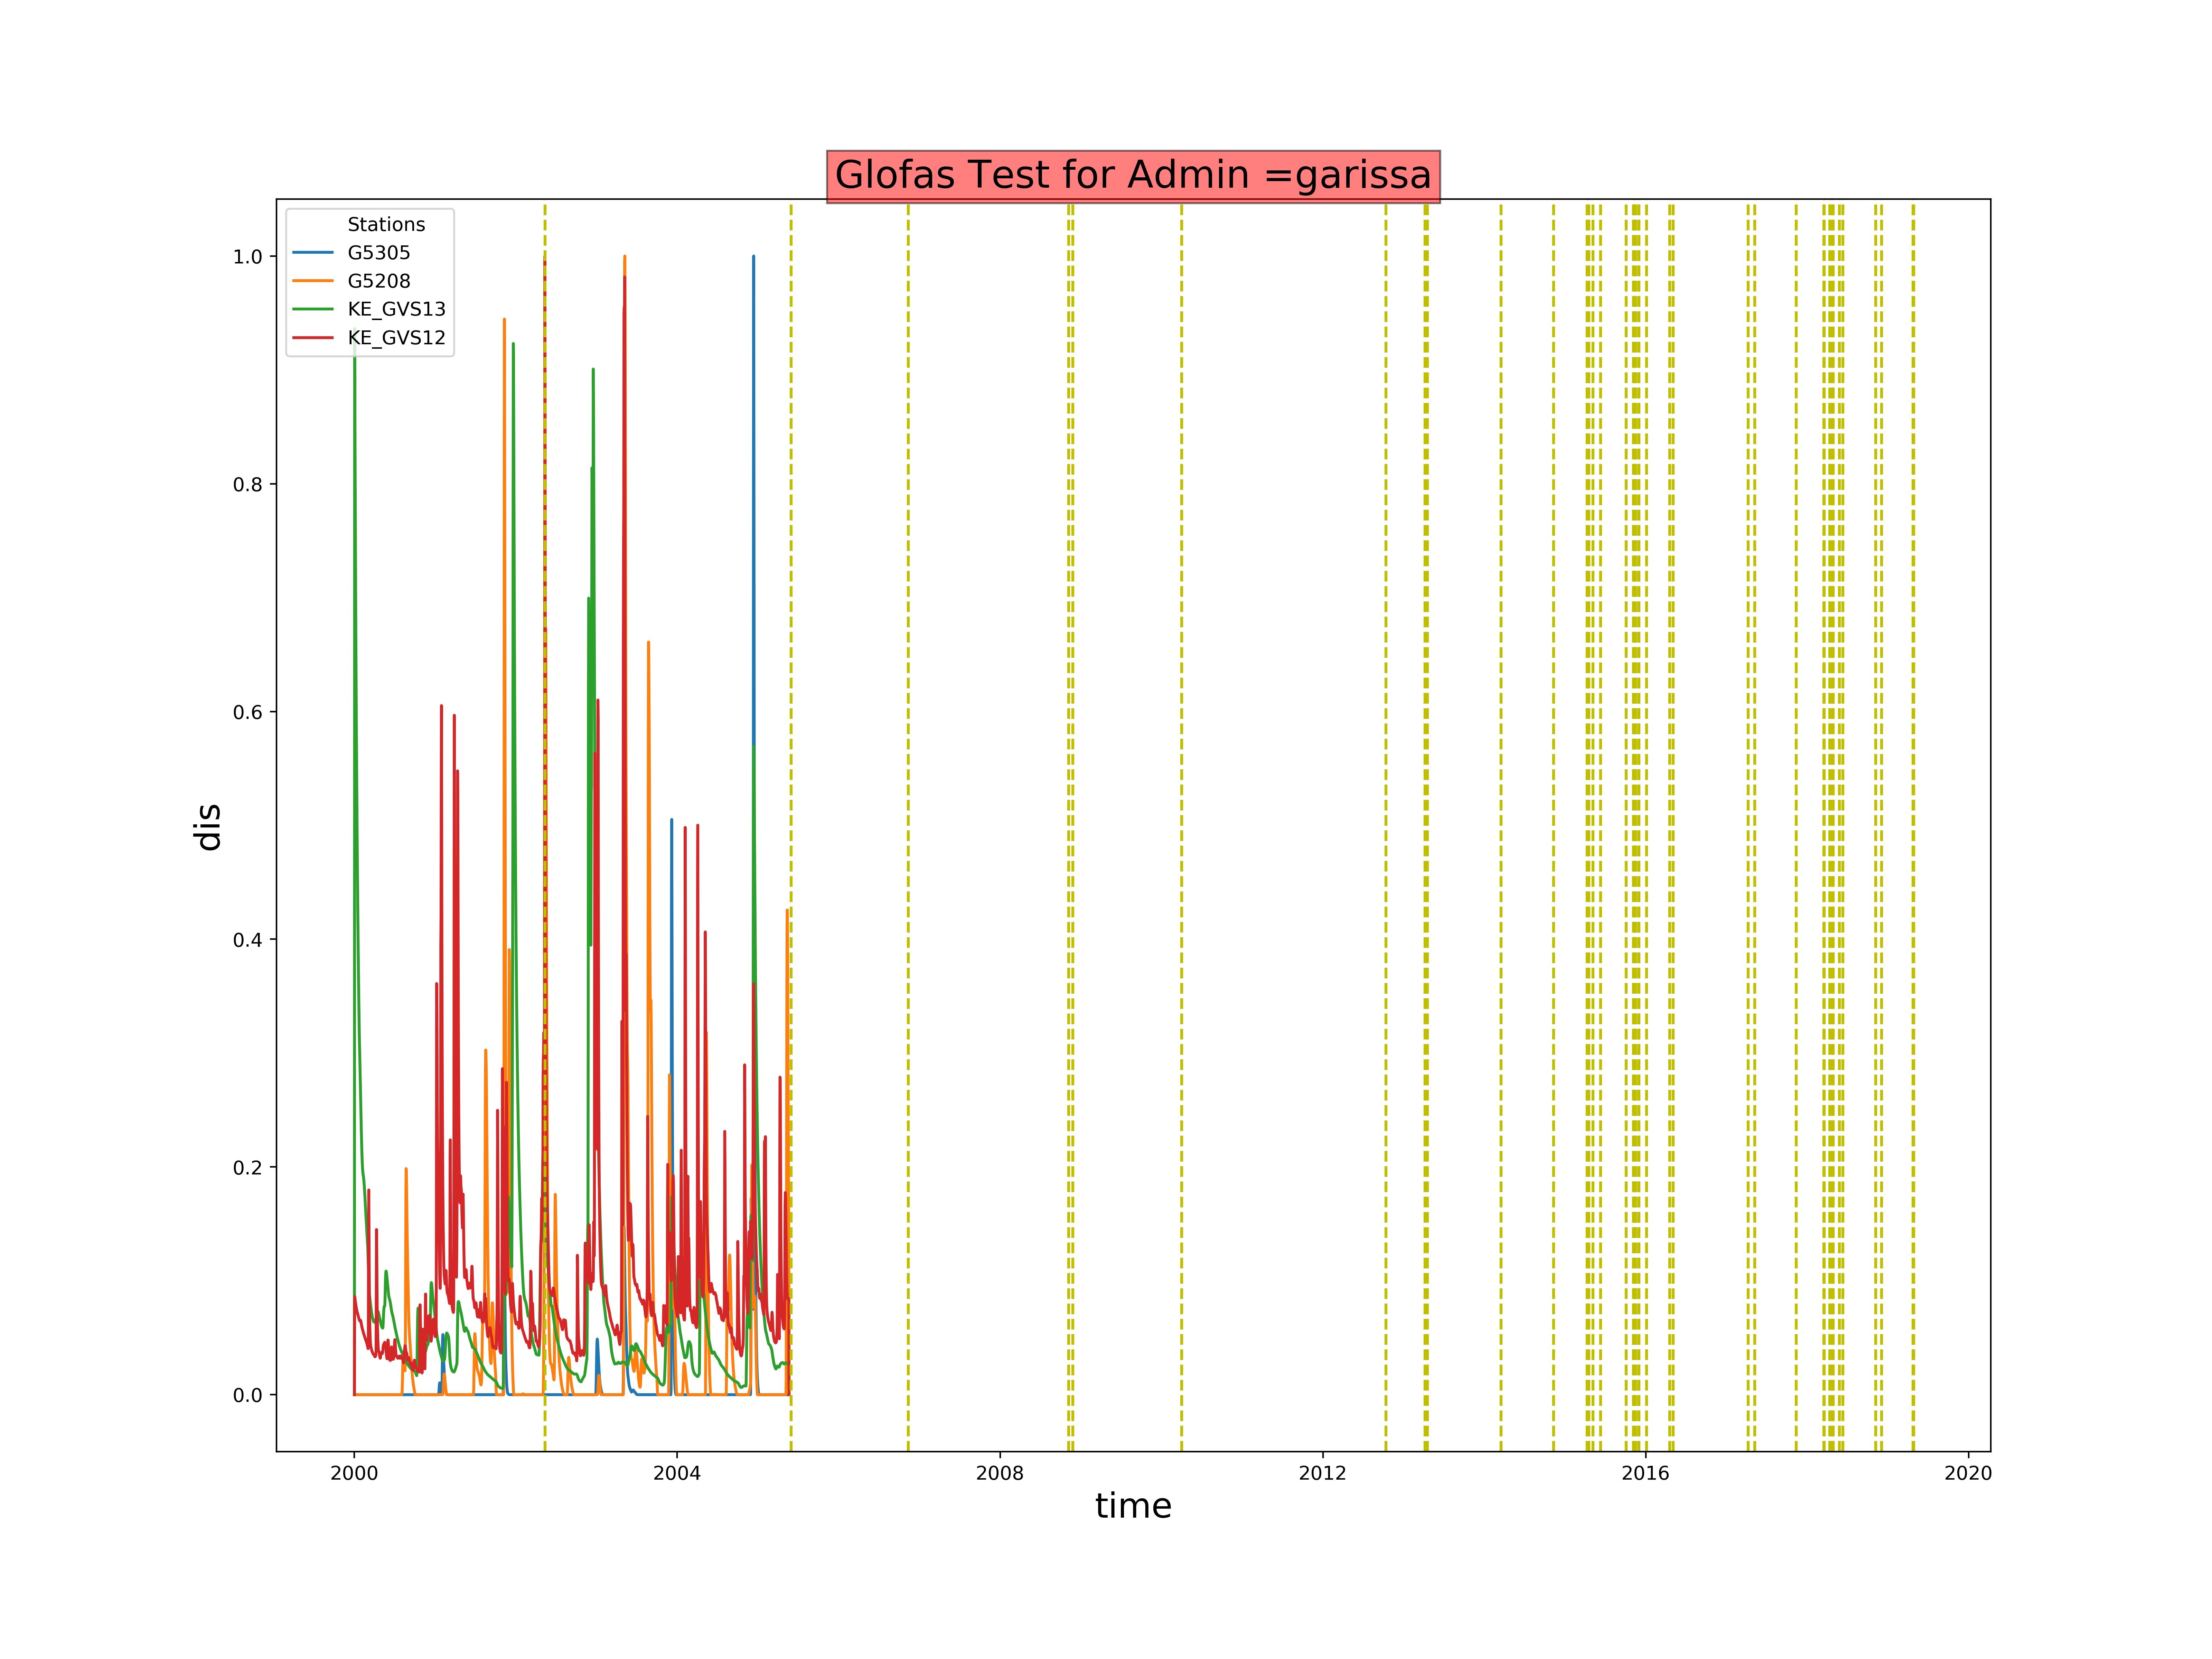 Glofas Test for Admin =garissa
Stations
G5305
G5208
KE_GVS13
KE_GVS12
1.0
0.8
0.6
0.4
0.2
0.0
dis
2000 2004 2008 2012 2016 2020
time